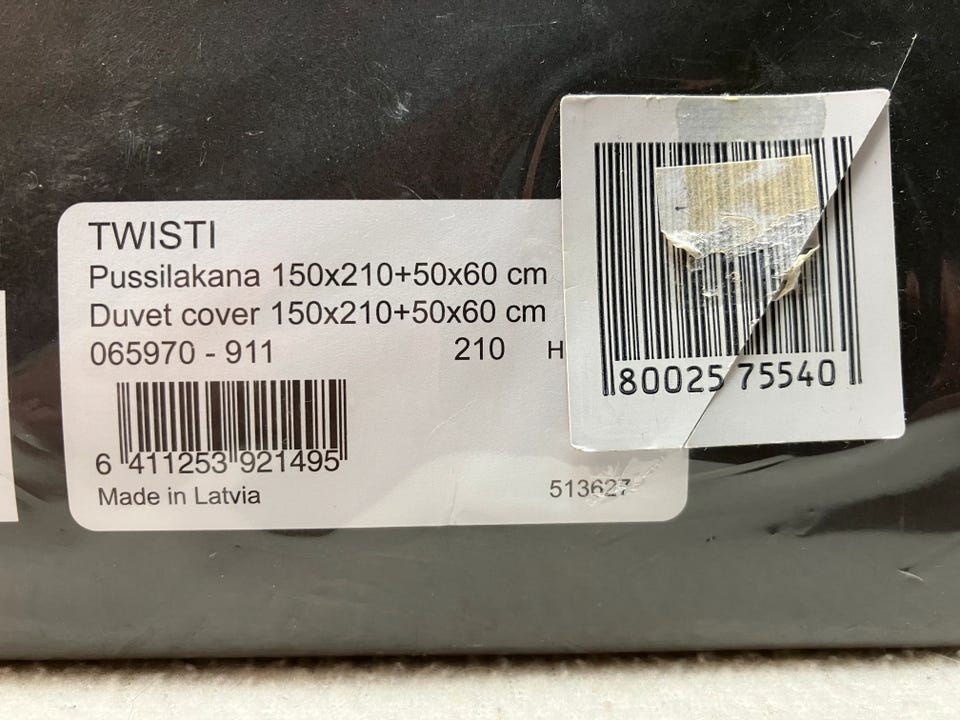 TWISTI
Pussilakana 150x210+50x60 cm
Duvet cover 150x210+50x60 cm
065970 - 911 210 H
6 411253 921495
Made in Latvia 513627
80025 75540